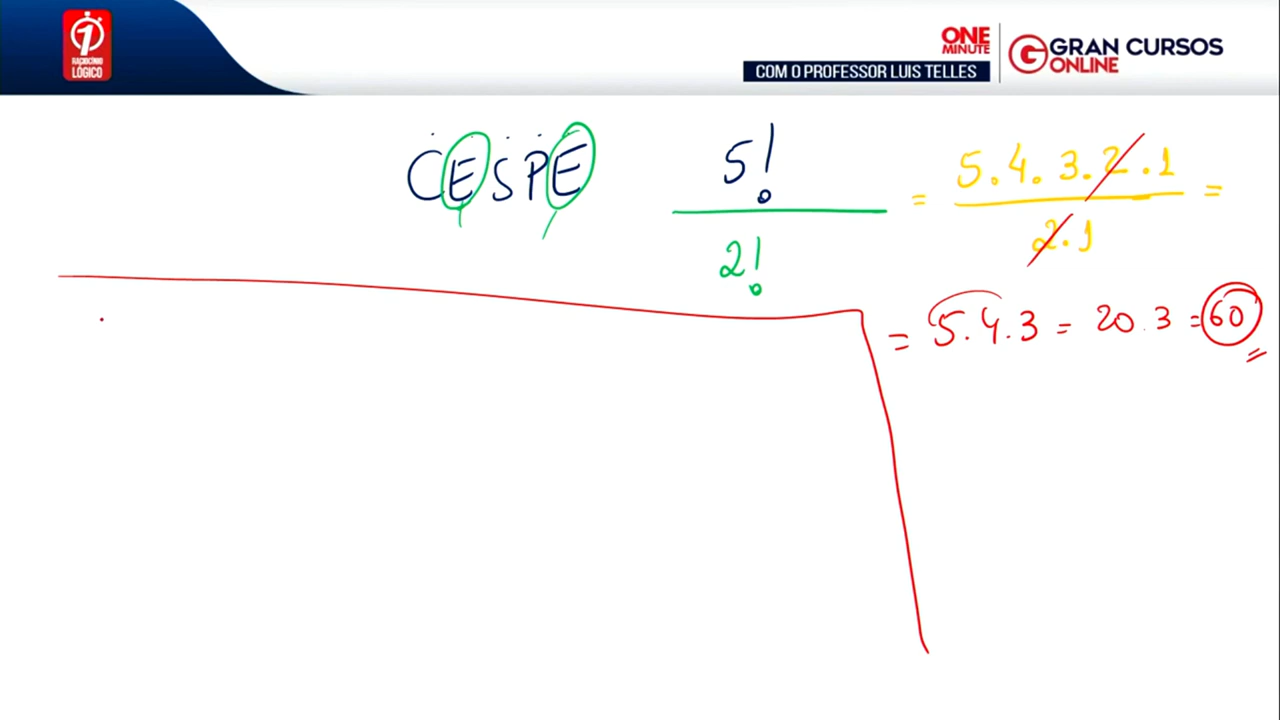 1
RACIOCÍNIO
LÓGICO
ONE
MINUTE
COM O PROFESSOR LUIS TELLES
G GRAN CURSOS
ONLINE
CESPE 5! / 2! = 5.4.3.2.1 / 2.1 =
= 5.4.3 = 20.3 = 60